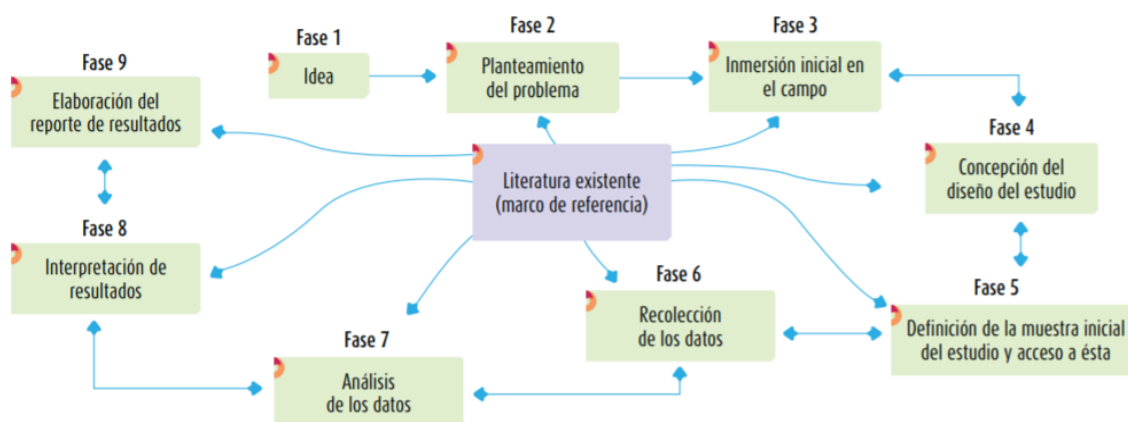 Fase 1
Idea
Fase 2
Planteamiento
del problema
Fase 3
Inmersión inicial en
el campo
Fase 4
Concepción del
diseño del estudio
Fase 5
Definición de la muestra inicial
del estudio y acceso a ésta
Fase 6
Recolección
de los datos
Fase 7
Análisis
de los datos
Fase 8
Interpretación de
resultados
Fase 9
Elaboración del
reporte de resultados
Literatura existente
(marco de referencia)